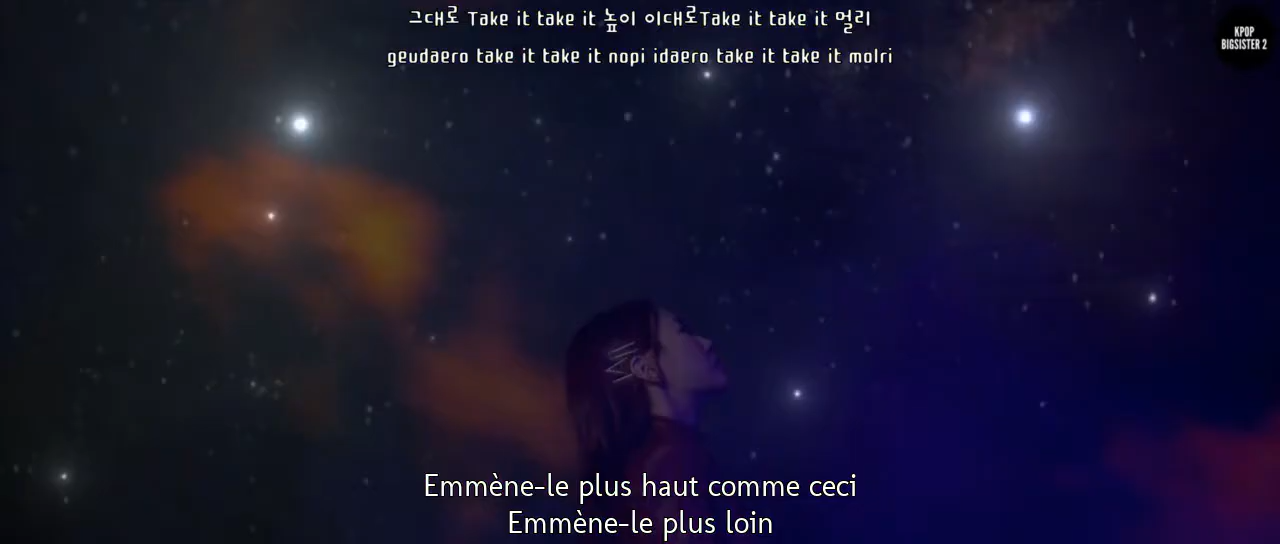 그대로 Take it take it 높이 이대로Take it take it 멀리
geudaero take it take it nopi idaero take it take it molri
KPOP
BIGSISTER 2
Emmène-le plus haut comme ceci
Emmène-le plus loin